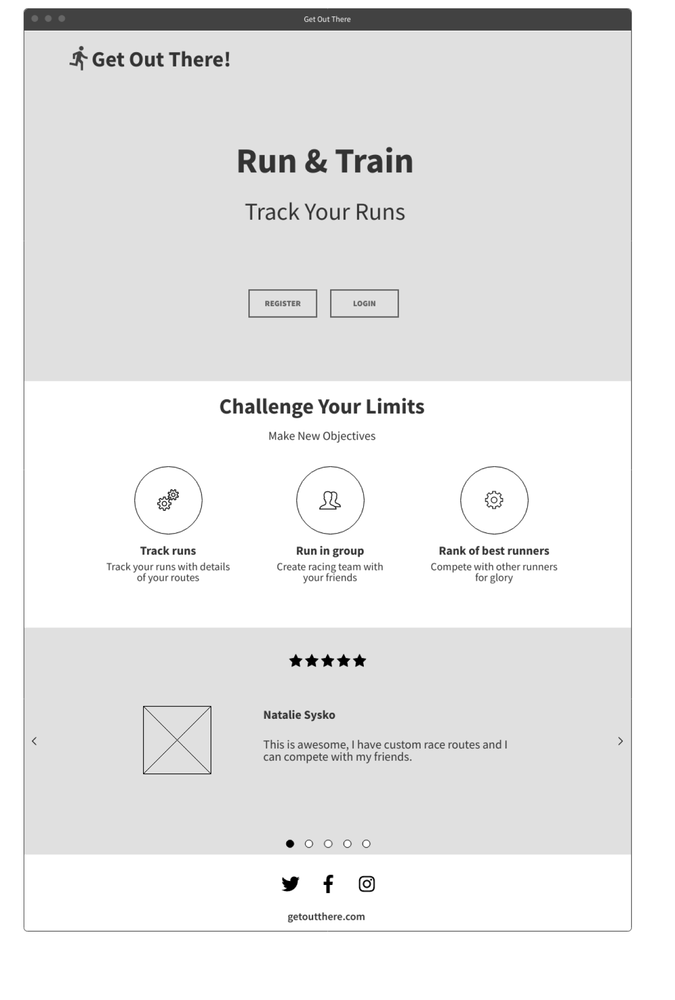 Get Out There
Get Out There!
Run & Train
Track Your Runs
REGISTER
LOGIN
Challenge Your Limits
Make New Objectives
Track runs
Track your runs with details
of your routes
Run in group
Create racing team with
your friends
Rank of best runners
Compete with other runners
for glory
Natalie Sysko
This is awesome, I have custom race routes and I
can compete with my friends.
getoutthere.com